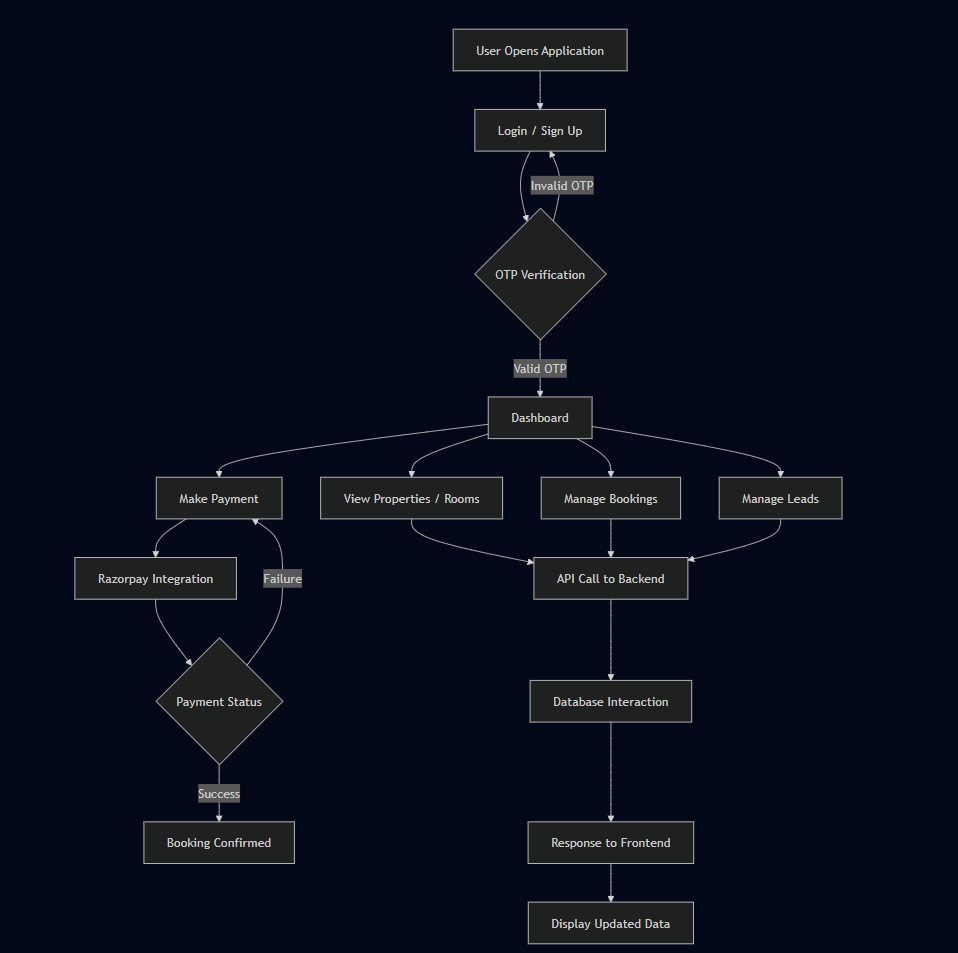 User Opens Application
Login / Sign Up
Invalid OTP
OTP Verification
Valid OTP
Dashboard
Make Payment
View Properties / Rooms
Manage Bookings
Manage Leads
Razorpay Integration
Failure
API Call to Backend
Payment Status
Database Interaction
Success
Booking Confirmed
Response to Frontend
Display Updated Data